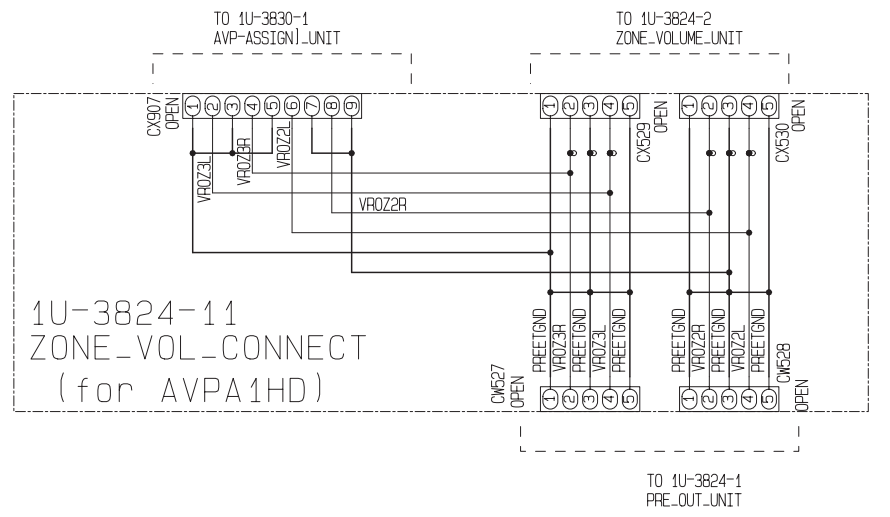 TO 1U-3830-1
AVP-ASSIGN]_UNIT
TO 1U-3824-2
ZONE_VOLUME_UNIT
CX907
OPEN
1 2 3 4 5 6 7 8 9
1 2 3 4 5
CX529
OPEN
1 2 3 4 5
CX530
OPEN
VROZ3L
VROZ3R
VROZ2L
VROZ2R
1U-3824-11
ZONE_VOL_CONNECT
(for AVPA1HD)
PREETGND
VROZ3R
PREETGND
VROZ3L
PREETGND
PREETGND
VROZ2R
PREETGND
VROZ2L
PREETGND
CW527
OPEN
1 2 3 4 5
1 2 3 4 5
CW528
OPEN
TO 1U-3824-1
PRE_OUT_UNIT